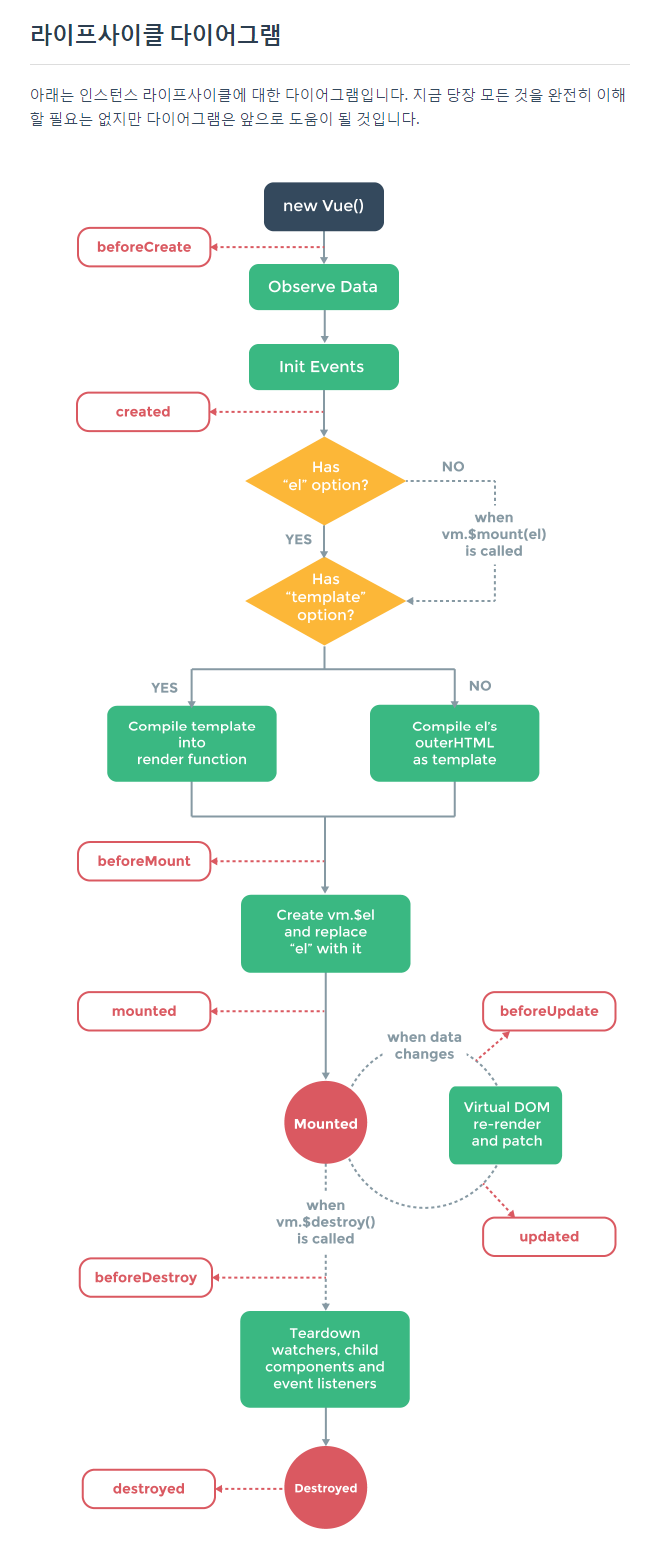 라이프사이클 다이어그램
아래는 인스턴스 라이프사이클에 대한 다이어그램입니다. 지금 당장 모든 것을 완전히 이해
할 필요는 없지만 다이어그램은 앞으로 도움이 될 것입니다.
new Vue()
beforeCreate
Observe Data
Init Events
created
Has
“el” option?
NO
when
vm.$mount(el)
is called
YES
Has
“template”
option?
YES
NO
Compile template
into
render function
Compile el's
outerHTML
as template
beforeMount
Create vm.$el
and replace
“el” with it
mounted
beforeUpdate
when data
changes
Mounted
Virtual DOM
re-render
and patch
when
vm.$destroy()
is called
updated
beforeDestroy
Teardown
watchers, child
components and
event listeners
destroyed
Destroyed